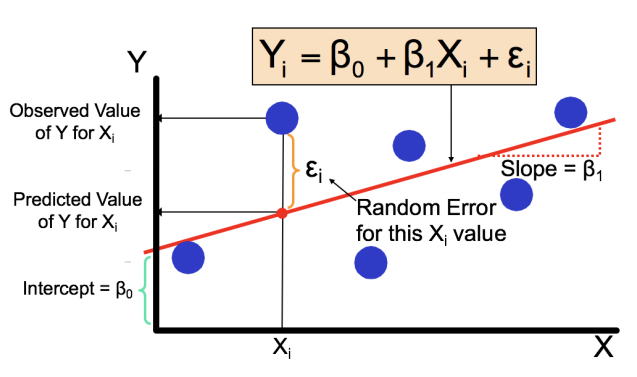 Yᵢ = β₀ + β₁Xᵢ + εᵢ
Y
Observed Value
of Y for Xᵢ
εᵢ
Slope = β₁
Predicted Value
of Y for Xᵢ
Random Error
for this Xᵢ value
Intercept = β₀
Xᵢ
X